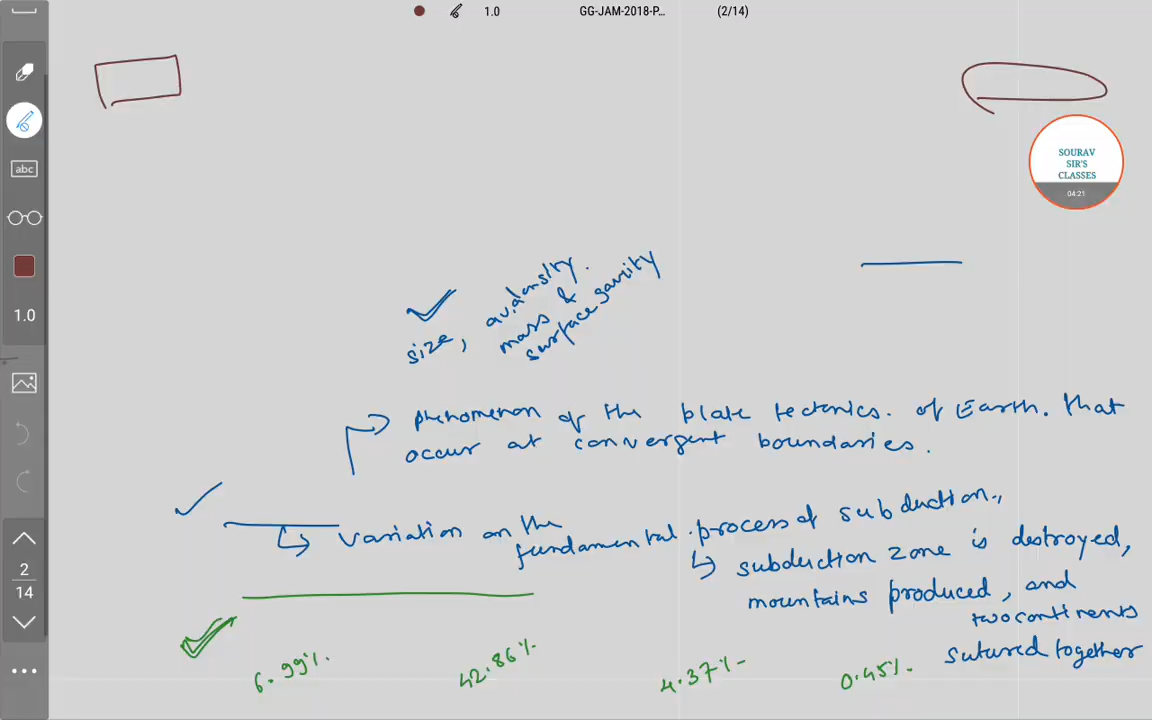 1.0
GG-JAM-2018-P...
(2/14)
abc
SOURAV
SIR'S
CLASSES
04:21
1.0
size, av. density.
mass &
surface gavity
phenomenon of the plate tectonics. of Earth. that
occur at convergent boundaries.
variation on the
fundamental process of subduction.,
subduction zone is destroyed,
mountains produced, and
two continents
sutured together
2
14
6.99%.
42.86%.
4.37%
0.45%.